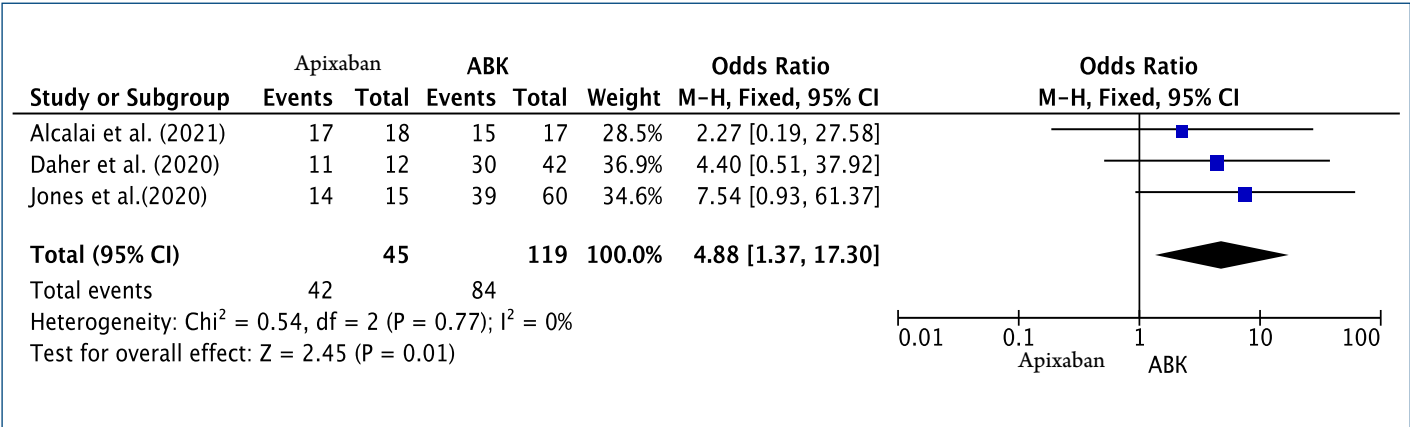 Apixaban ABK Odds Ratio Odds Ratio
Study or Subgroup Events Total Events Total Weight M-H, Fixed, 95% CI M-H, Fixed, 95% CI
Alcalai et al. (2021) 17 18 15 17 28.5% 2.27 [0.19, 27.58]
Daher et al. (2020) 11 12 30 42 36.9% 4.40 [0.51, 37.92]
Jones et al.(2020) 14 15 39 60 34.6% 7.54 [0.93, 61.37]
Total (95% CI) 45 119 100.0% 4.88 [1.37, 17.30]
Total events 42 84
Heterogeneity: Chi² = 0.54, df = 2 (P = 0.77); I² = 0%
Test for overall effect: Z = 2.45 (P = 0.01)
0.01 0.1 1 10 100
Apixaban ABK